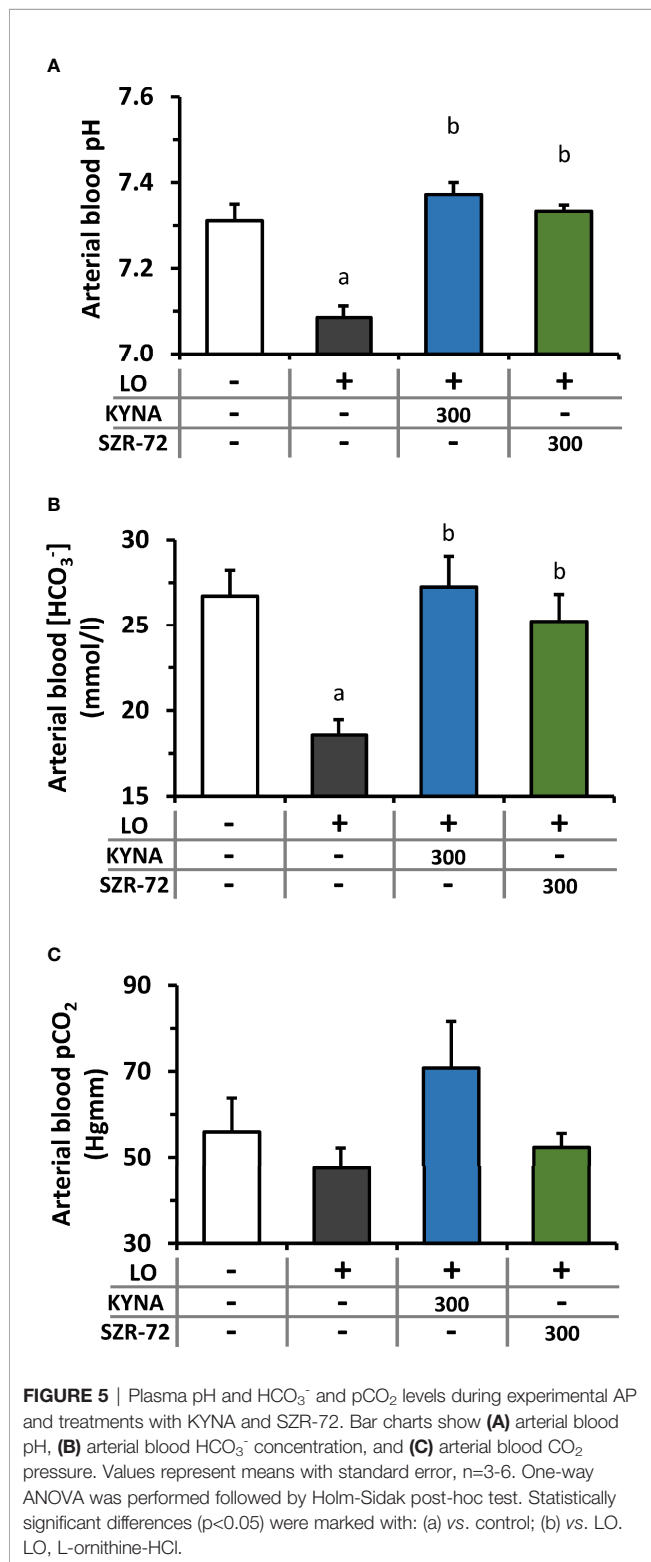 A
Arterial blood pH
7.6
7.4
7.2
7.0
b
b
a
LO - + + +
KYNA - - 300 -
SZR-72 - - - 300
B
Arterial blood [HCO₃⁻]
(mmol/l)
30
25
20
15
b
b
a
LO - + + +
KYNA - - 300 -
SZR-72 - - - 300
C
Arterial blood pCO₂
(Hgmm)
90
70
50
30
LO - + + +
KYNA - - 300 -
SZR-72 - - - 300
FIGURE 5 | Plasma pH and HCO₃⁻ and pCO₂ levels during experimental AP
and treatments with KYNA and SZR-72. Bar charts show (A) arterial blood
pH, (B) arterial blood HCO₃⁻ concentration, and (C) arterial blood CO₂
pressure. Values represent means with standard error, n=3-6. One-way
ANOVA was performed followed by Holm-Sidak post-hoc test. Statistically
significant differences (p<0.05) were marked with: (a) vs. control; (b) vs. LO.
LO, L-ornithine-HCl.